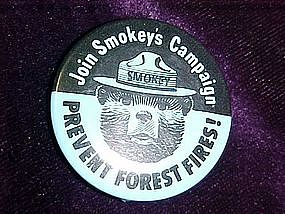 Join Smokey's Campaign
SMOKEY
PREVENT FOREST FIRES!